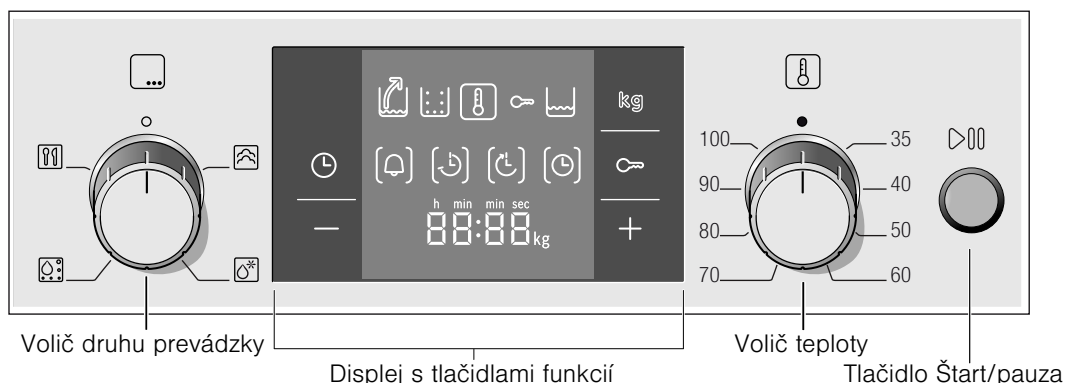 kg
h min min sec
88:88kg
100 35
90 40
80 50
70 60
Volič druhu prevádzky
Volič teploty
Displej s tlačidlami funkcií
Tlačidlo Štart/pauza